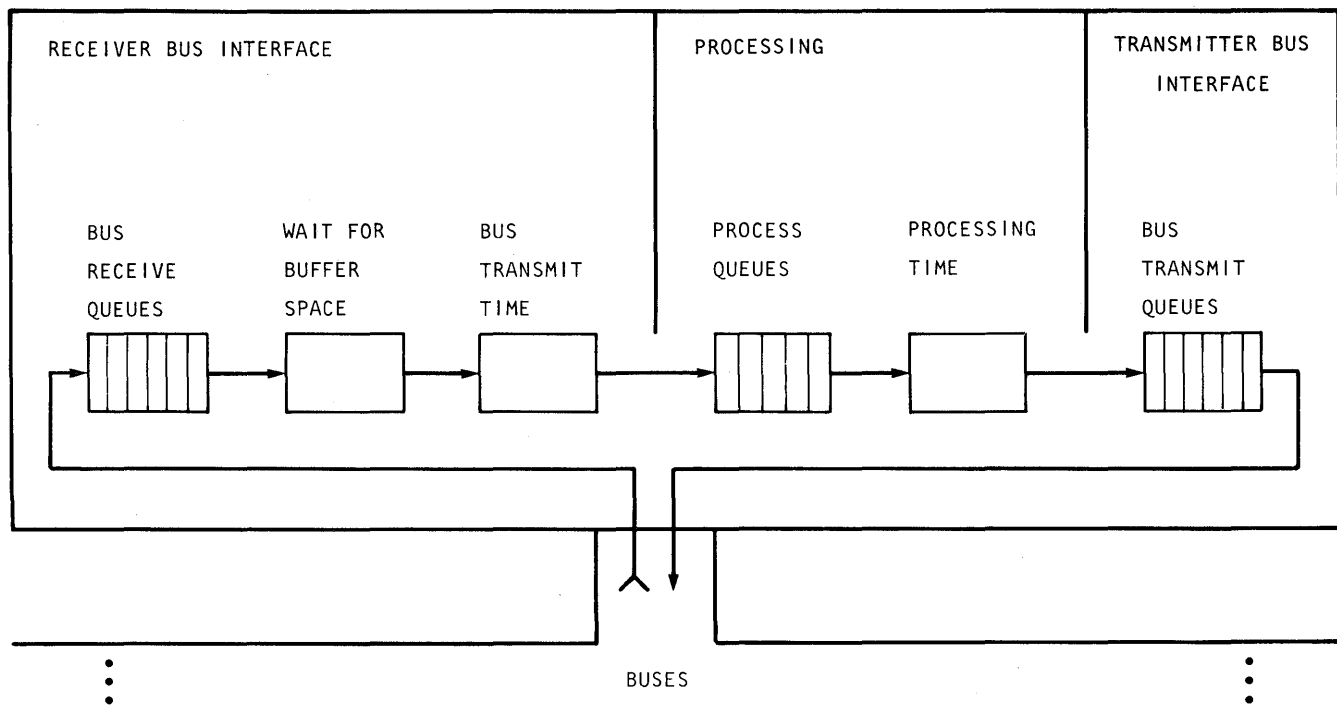 RECEIVER BUS INTERFACE
PROCESSING
TRANSMITTER BUS
INTERFACE
BUS
RECEIVE
QUEUES
WAIT FOR
BUFFER
SPACE
BUS
TRANSMIT
TIME
PROCESS
QUEUES
PROCESSING
TIME
BUS
TRANSMIT
QUEUES
BUSES